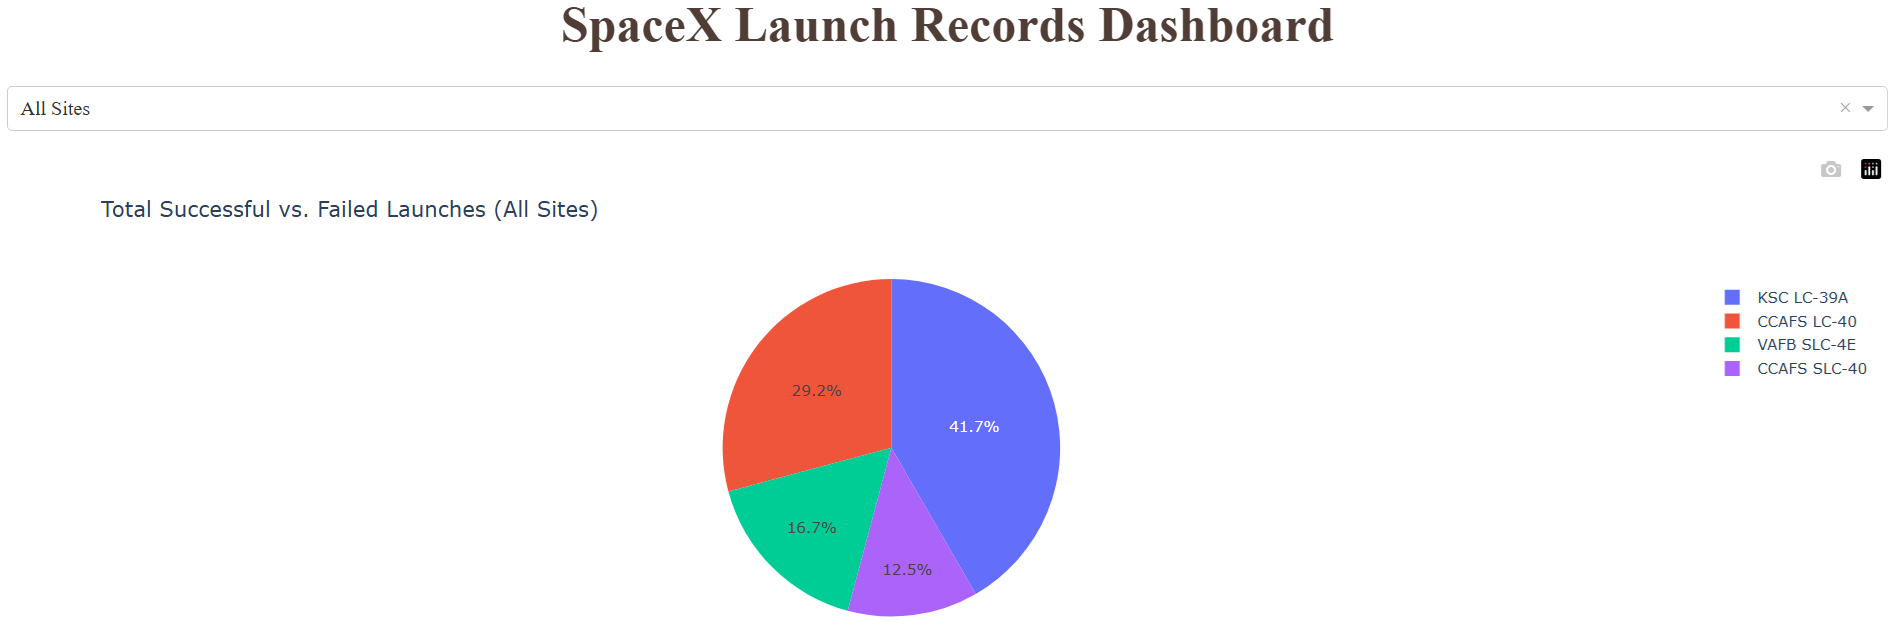 SpaceX Launch Records Dashboard
All Sites
Total Successful vs. Failed Launches (All Sites)
KSC LC-39A
CCAFS LC-40
VAFB SLC-4E
CCAFS SLC-40
29.2%
41.7%
16.7%
12.5%